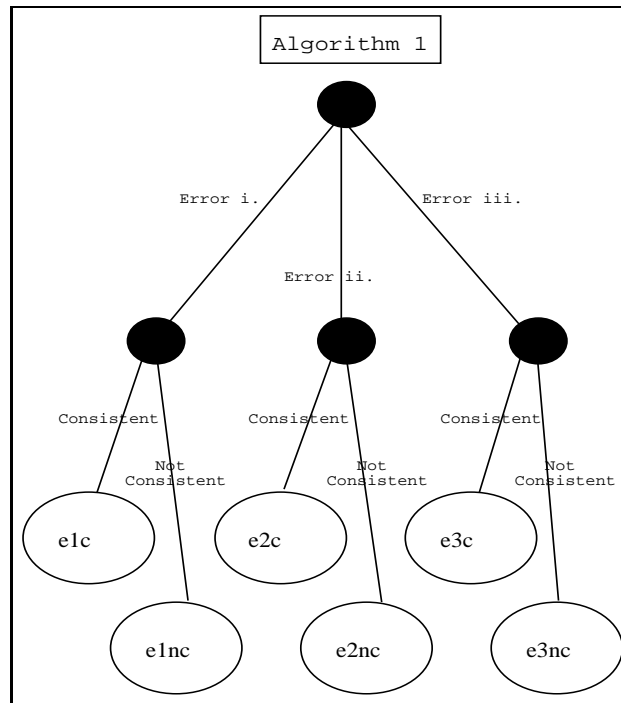 Algorithm 1
Error i.
Error iii.
Error ii.
Consistent
Consistent
Consistent
Not
Consistent
Not
Consistent
Not
Consistent
e1c
e2c
e3c
e1nc
e2nc
e3nc